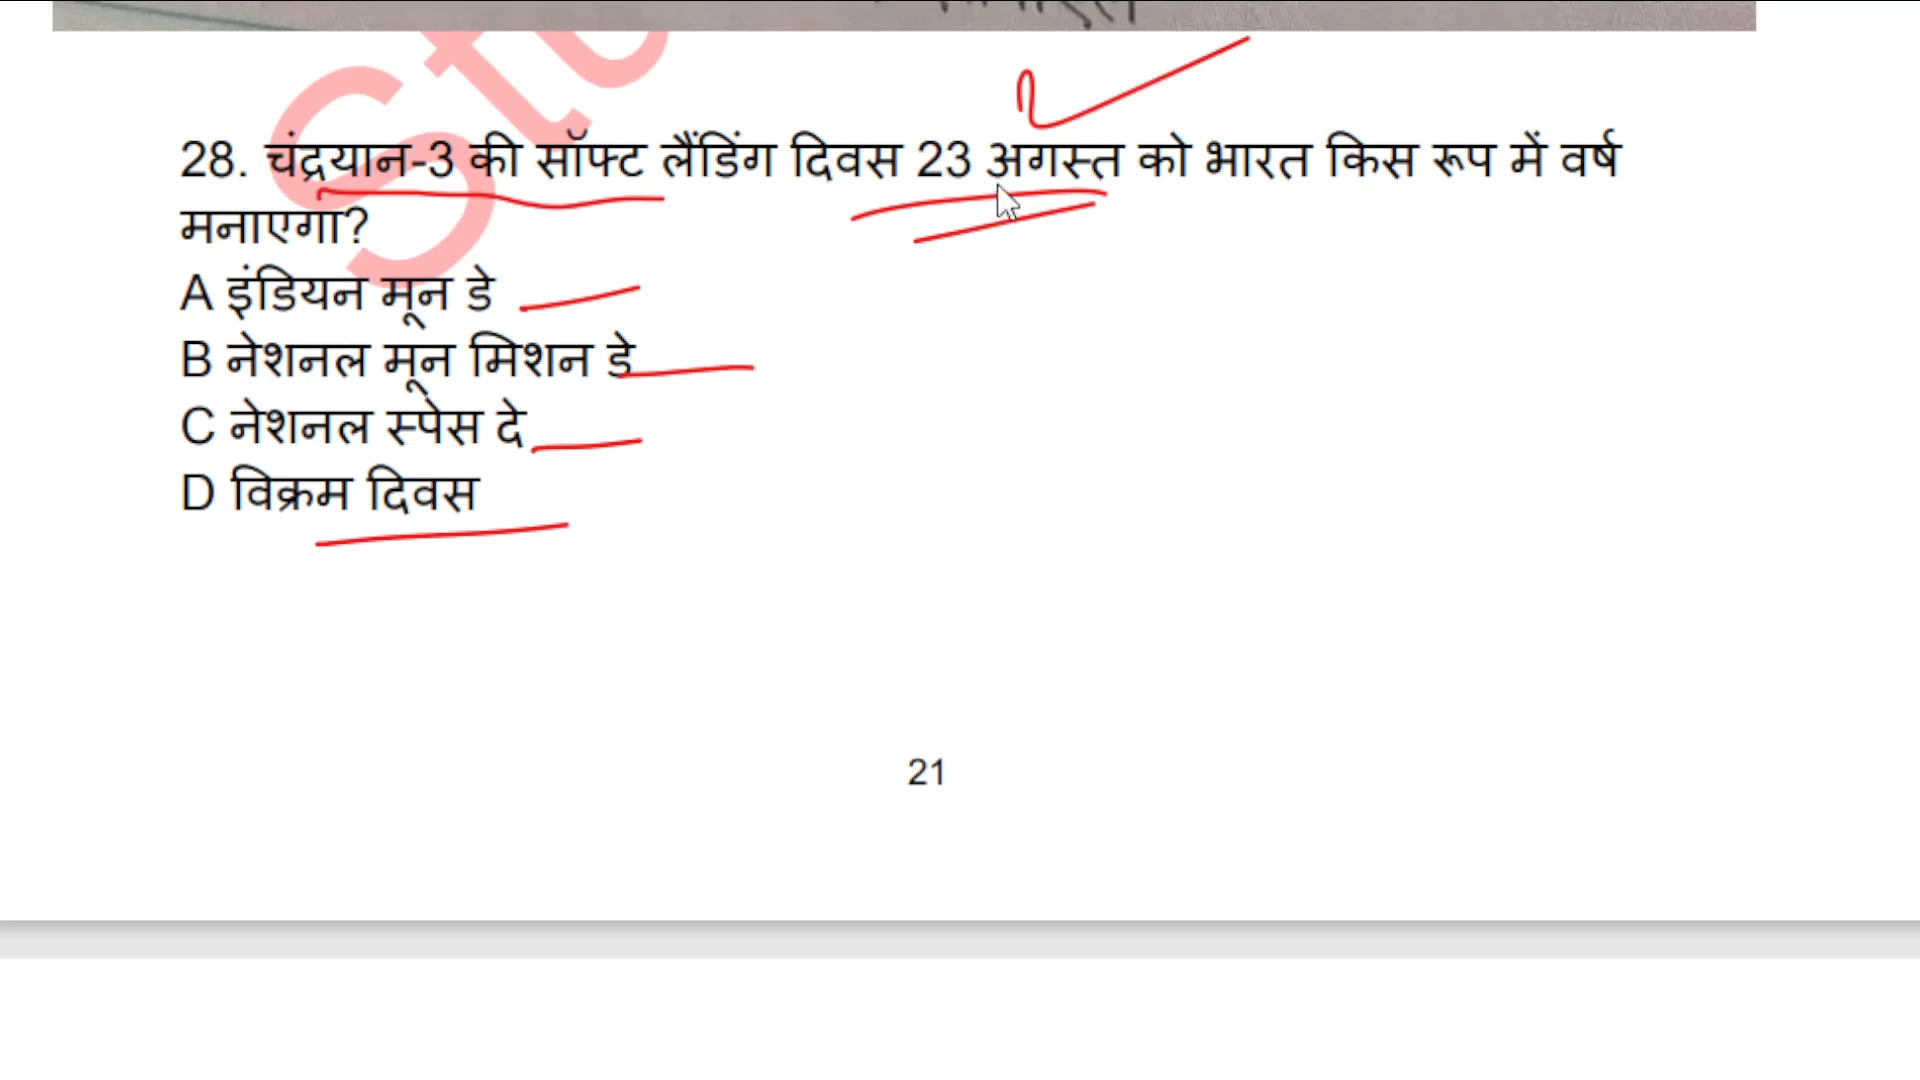 28. चंद्रयान-3 की सॉफ्ट लैंडिंग दिवस 23 अगस्त को भारत किस रूप में वर्ष
मनाएगा?
A इंडियन मून डे
B नेशनल मून मिशन डे
C नेशनल स्पेस दे
D विक्रम दिवस
21